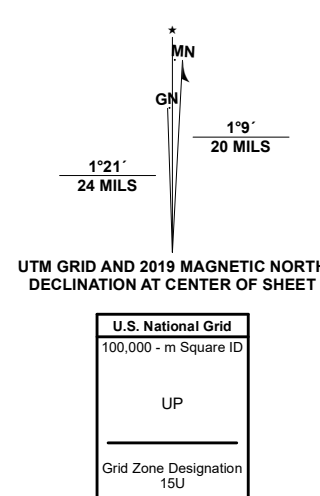 ★
MN
GN
1°9´
20 MILS
1°21´
24 MILS
UTM GRID AND 2019 MAGNETIC NORTH
DECLINATION AT CENTER OF SHEET
U.S. National Grid
100,000 - m Square ID
UP
Grid Zone Designation
15U